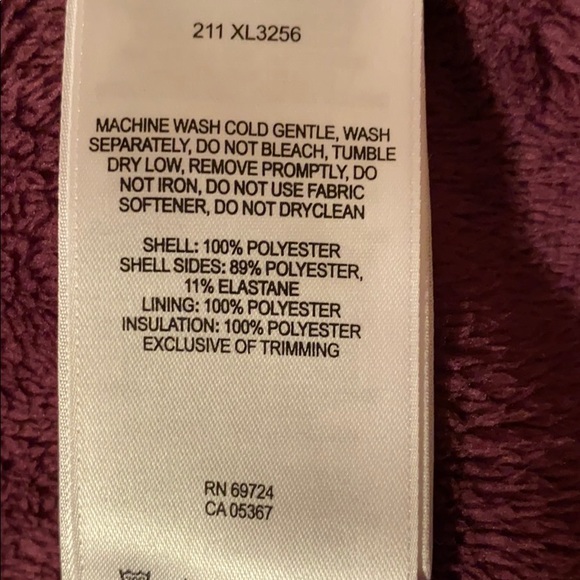 211 XL3256
MACHINE WASH COLD GENTLE, WASH
SEPARATELY, DO NOT BLEACH, TUMBLE
DRY LOW, REMOVE PROMPTLY, DO
NOT IRON, DO NOT USE FABRIC
SOFTENER, DO NOT DRYCLEAN
SHELL: 100% POLYESTER
SHELL SIDES: 89% POLYESTER,
11% ELASTANE
LINING: 100% POLYESTER
INSULATION: 100% POLYESTER
EXCLUSIVE OF TRIMMING
RN 69724
CA 05367